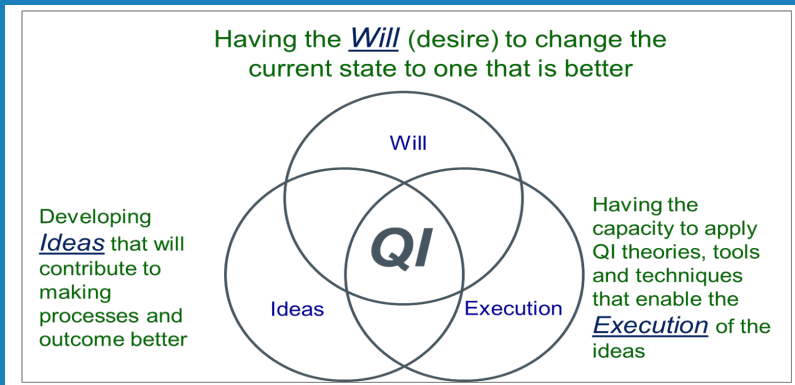 Having the Will (desire) to change the
current state to one that is better
Will
Developing
Ideas that will
contribute to
making
processes and
outcome better
QI
Ideas
Execution
Having the
capacity to apply
QI theories, tools
and techniques
that enable the
Execution of the
ideas